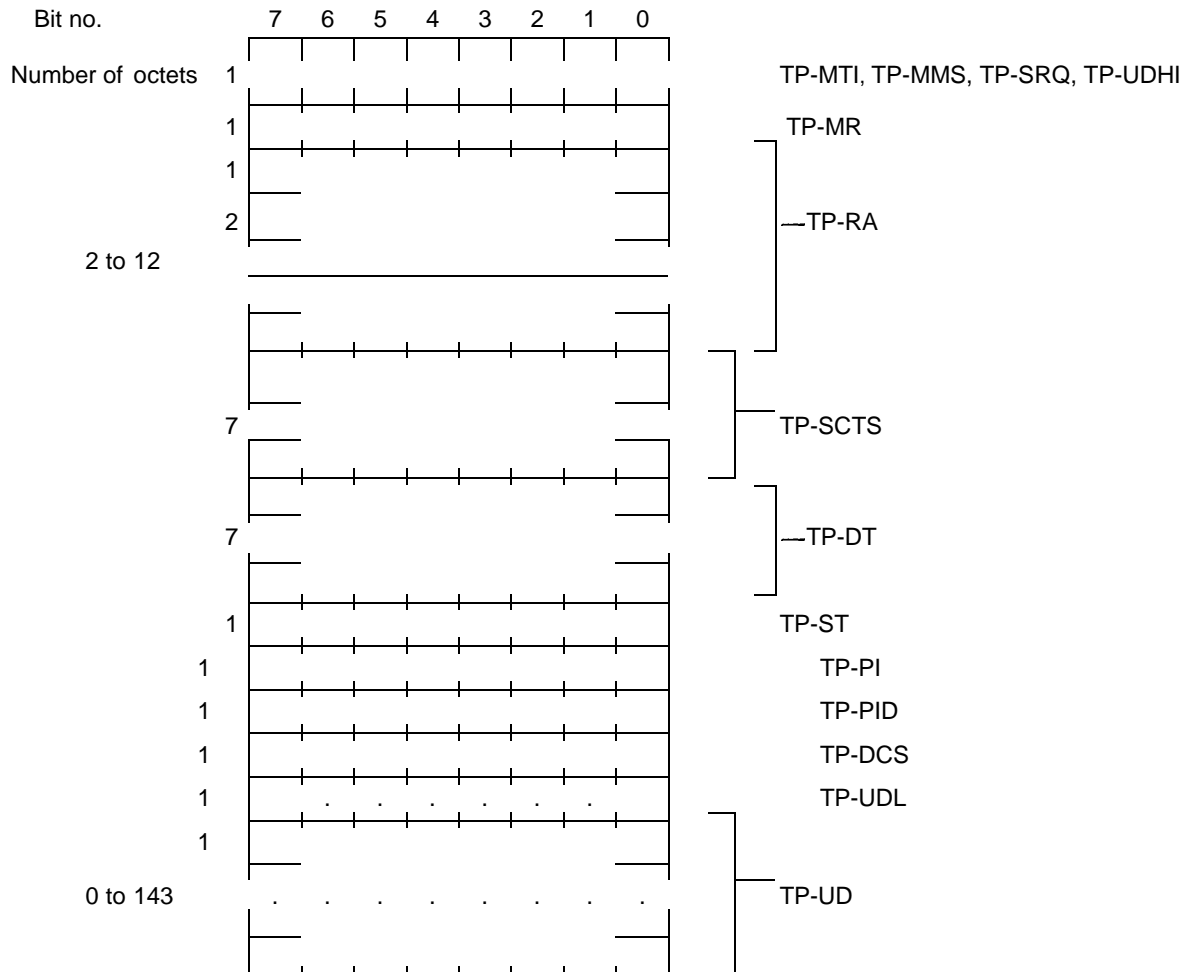 Bit no. 7 6 5 4 3 2 1 0
Number of octets 1 TP-MTI, TP-MMS, TP-SRQ, TP-UDHI
1 TP-MR
1
2 TP-RA
2 to 12
7 TP-SCTS
7 TP-DT
1 TP-ST
1 TP-PI
1 TP-PID
1 TP-DCS
1 . . . . . . TP-UDL
1
0 to 143 . . . . . . . . TP-UD